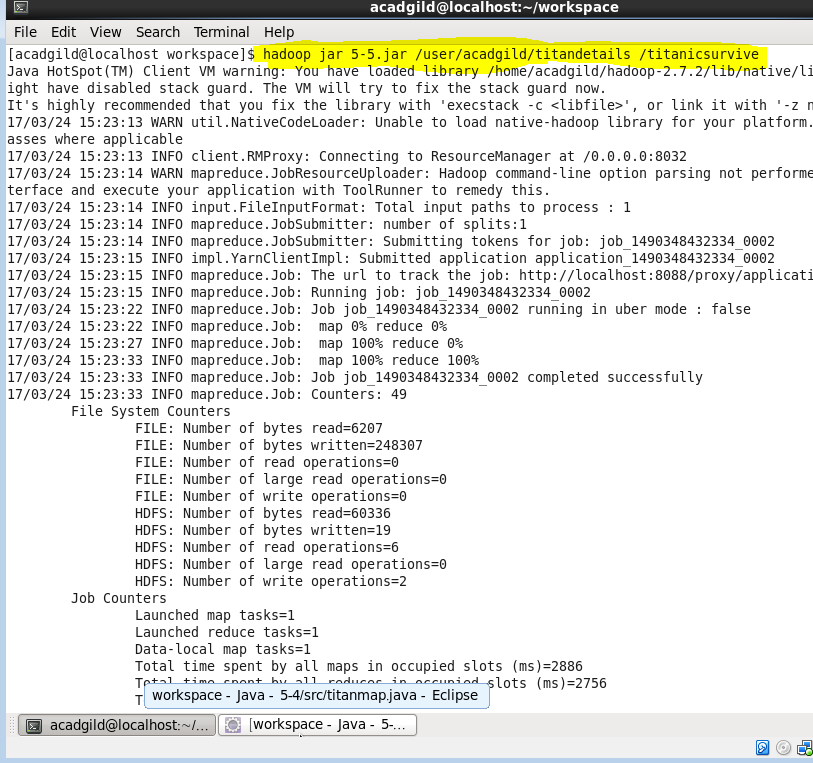 acadgild@localhost:~/workspace
File Edit View Search Terminal Help
[acadgild@localhost workspace]$ hadoop jar 5-5.jar /user/acadgild/titandetails /titanicsurvive
Java HotSpot(TM) Client VM warning: You have loaded library /home/acadgild/hadoop-2.7.2/lib/native/li
ight have disabled stack guard. The VM will try to fix the stack guard now.
It's highly recommended that you fix the library with 'execstack -c <libfile>', or link it with '-z n
17/03/24 15:23:13 WARN util.NativeCodeLoader: Unable to load native-hadoop library for your platform.
asses where applicable
17/03/24 15:23:13 INFO client.RMProxy: Connecting to ResourceManager at /0.0.0.0:8032
17/03/24 15:23:14 WARN mapreduce.JobResourceUploader: Hadoop command-line option parsing not performe
terface and execute your application with ToolRunner to remedy this.
17/03/24 15:23:14 INFO input.FileInputFormat: Total input paths to process : 1
17/03/24 15:23:14 INFO mapreduce.JobSubmitter: number of splits:1
17/03/24 15:23:14 INFO mapreduce.JobSubmitter: Submitting tokens for job: job_1490348432334_0002
17/03/24 15:23:15 INFO impl.YarnClientImpl: Submitted application application_1490348432334_0002
17/03/24 15:23:15 INFO mapreduce.Job: The url to track the job: http://localhost:8088/proxy/applicati
17/03/24 15:23:15 INFO mapreduce.Job: Running job: job_1490348432334_0002
17/03/24 15:23:22 INFO mapreduce.Job: Job job_1490348432334_0002 running in uber mode : false
17/03/24 15:23:22 INFO mapreduce.Job:  map 0% reduce 0%
17/03/24 15:23:27 INFO mapreduce.Job:  map 100% reduce 0%
17/03/24 15:23:33 INFO mapreduce.Job:  map 100% reduce 100%
17/03/24 15:23:33 INFO mapreduce.Job: Job job_1490348432334_0002 completed successfully
17/03/24 15:23:33 INFO mapreduce.Job: Counters: 49
File System Counters
FILE: Number of bytes read=6207
FILE: Number of bytes written=248307
FILE: Number of read operations=0
FILE: Number of large read operations=0
FILE: Number of write operations=0
HDFS: Number of bytes read=60336
HDFS: Number of bytes written=19
HDFS: Number of read operations=6
HDFS: Number of large read operations=0
HDFS: Number of write operations=2
Job Counters
Launched map tasks=1
Launched reduce tasks=1
Data-local map tasks=1
Total time spent by all maps in occupied slots (ms)=2886
Total time spent by all reduces in occupied slots (ms)=2756
workspace - Java - 5-4/src/titanmap.java - Eclipse
acadgild@localhost:~/...
[workspace - Java - 5-...